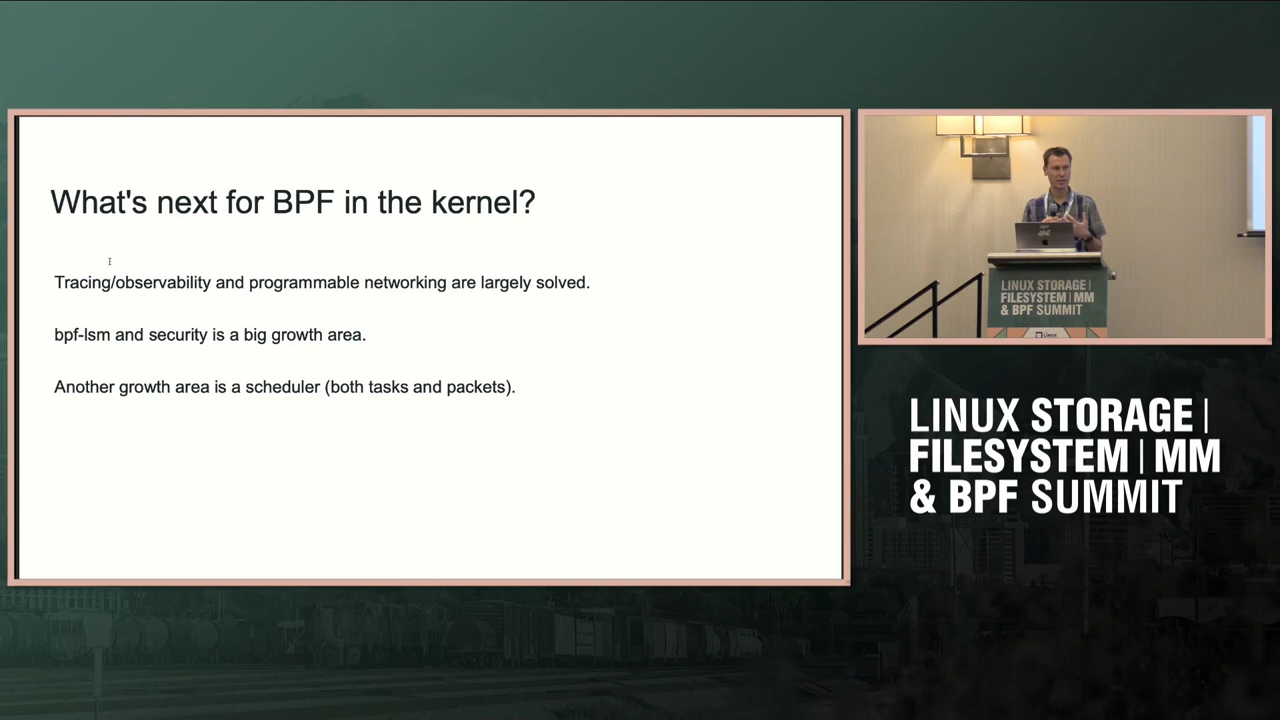 What's next for BPF in the kernel?
Tracing/observability and programmable networking are largely solved.
bpf-lsm and security is a big growth area.
Another growth area is a scheduler (both tasks and packets).
LINUX STORAGE |
FILESYSTEM | MM
& BPF SUMMIT
LINUX STORAGE |
FILESYSTEM | MM
& BPF SUMMIT